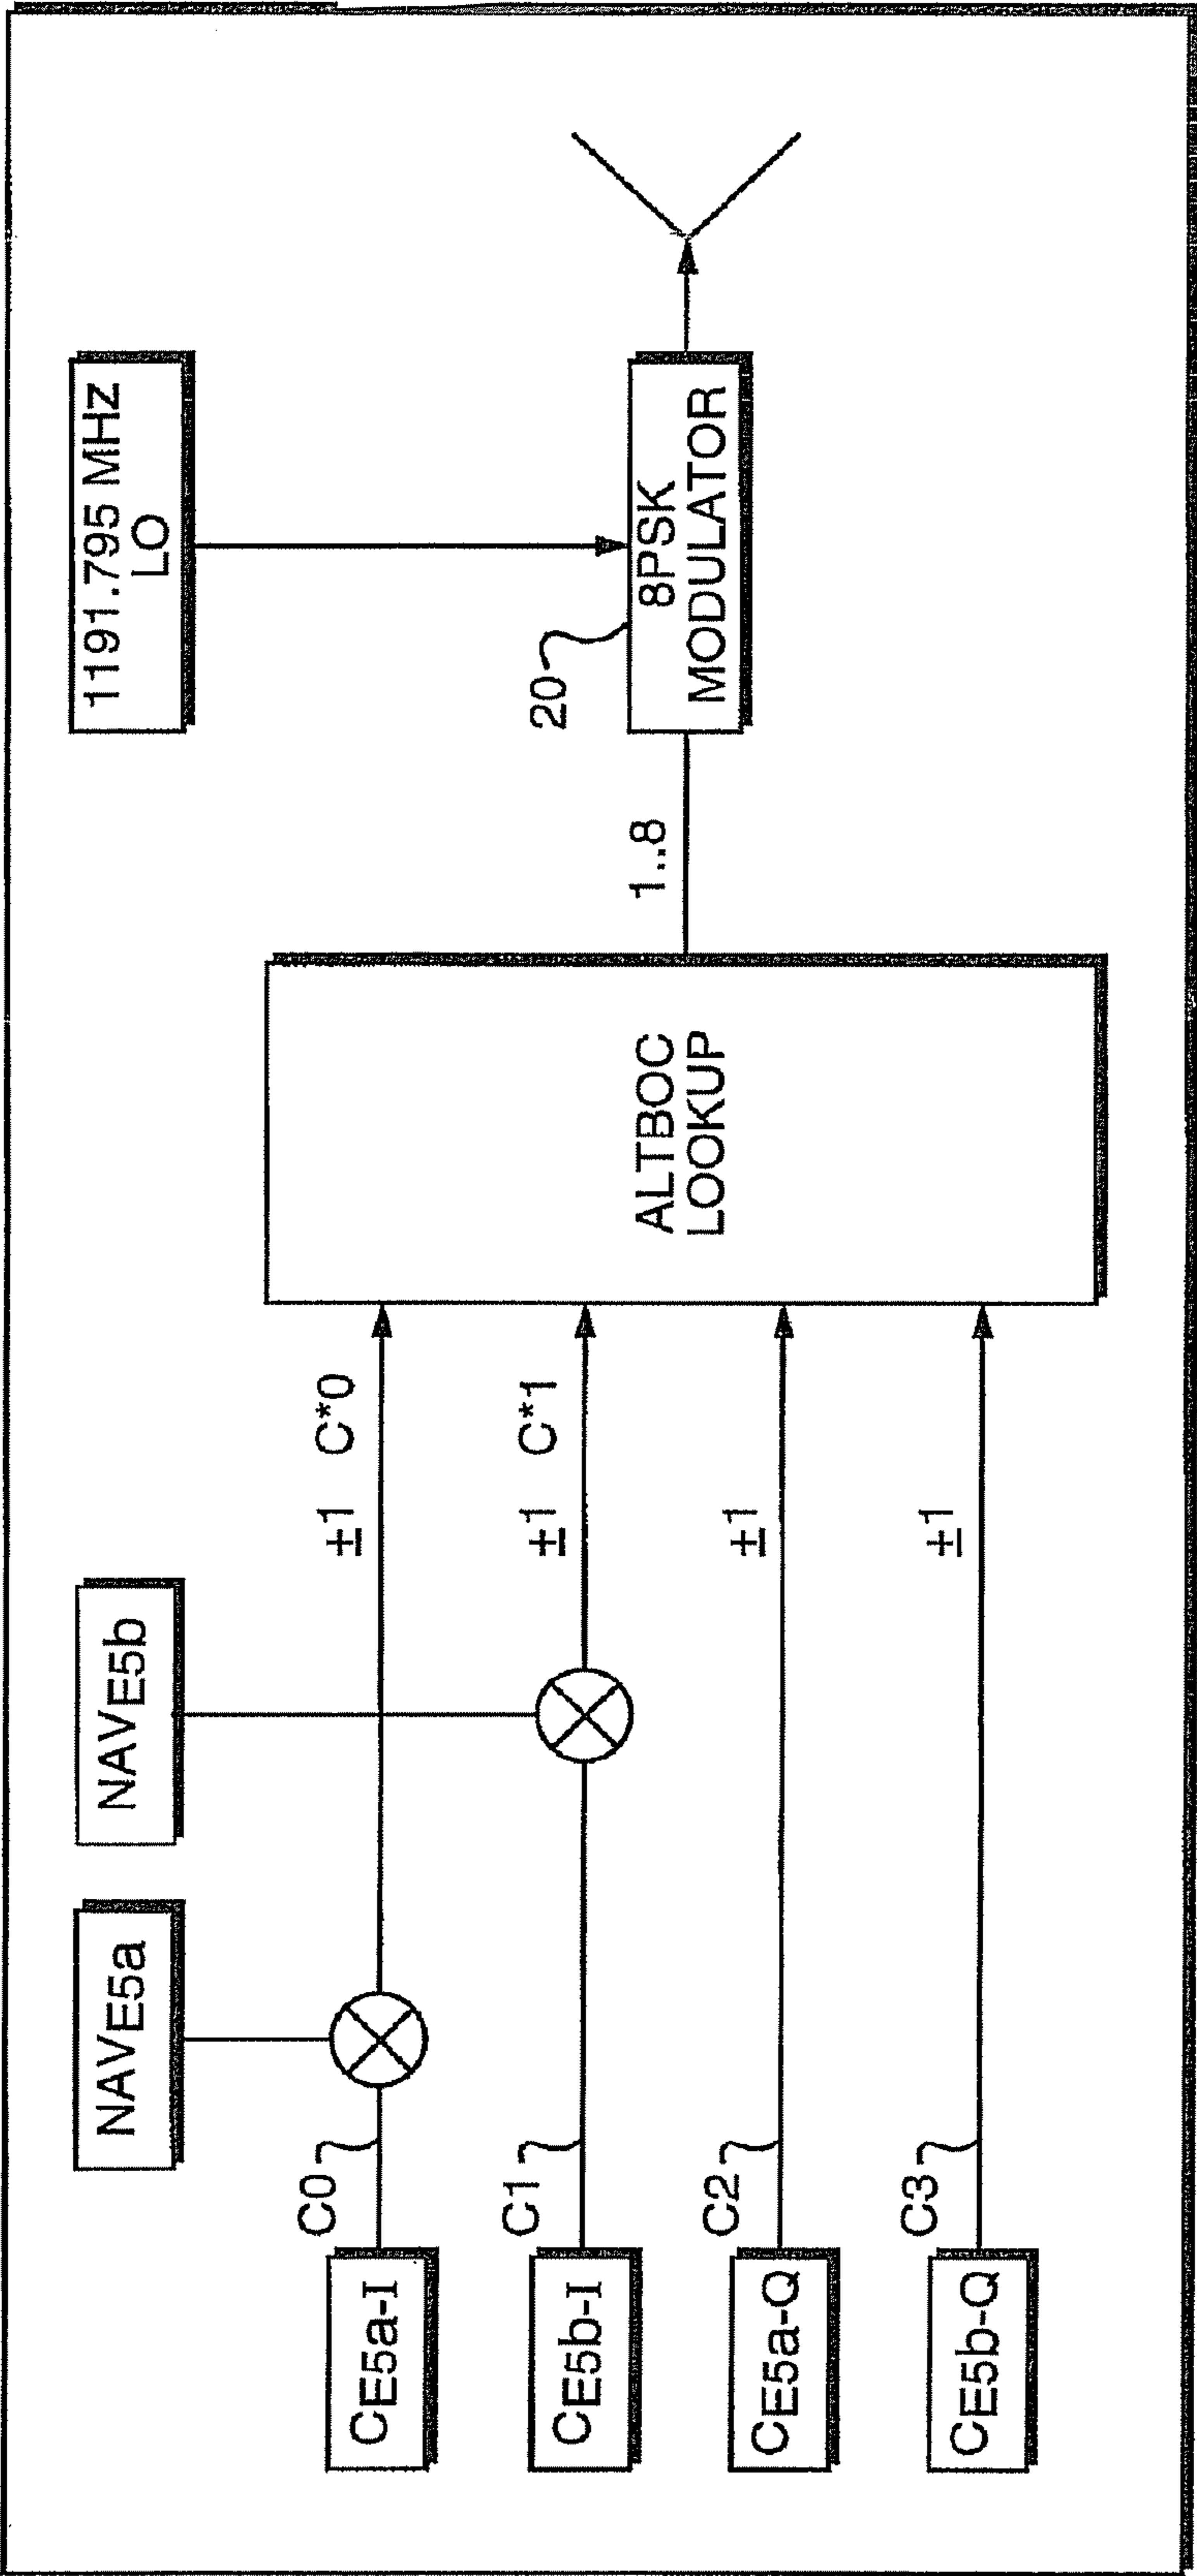 NAVE5a
NAVE5b
1191.795 MHz
LO
C0
CE5a-I
±1 C*0
C1
CE5b-I
±1 C*1
C2
CE5a-Q
±1
C3
CE5b-Q
±1
ALTBOC
LOOKUP
1..8
20
8PSK
MODULATOR